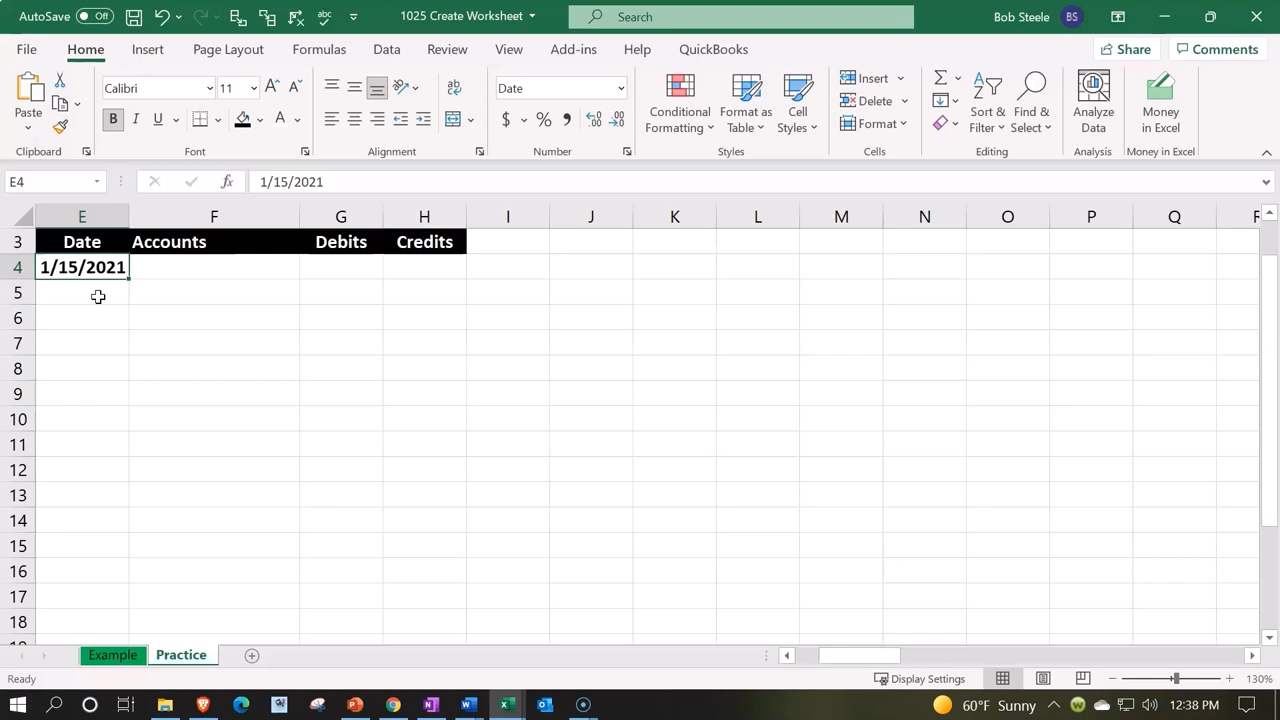 AutoSave Off 1025 Create Worksheet Search Bob Steele BS
File Home Insert Page Layout Formulas Data Review View Add-ins Help QuickBooks Share Comments
Calibri 11 Date Insert
Paste Conditional Formatting Format as Table Cell Styles Delete Sort & Filter Find & Select Analyze Data Money in Excel
B I U $ % Format
Clipboard Font Alignment Number Styles Cells Editing Analysis Money in Excel
E4 fx 1/15/2021
E F G H I J K L M N O P Q
3 Date Accounts Debits Credits
4 1/15/2021
5
6
7
8
9
10
11
12
13
14
15
16
17
18
Example Practice
Ready Display Settings 130%
60°F Sunny 12:38 PM